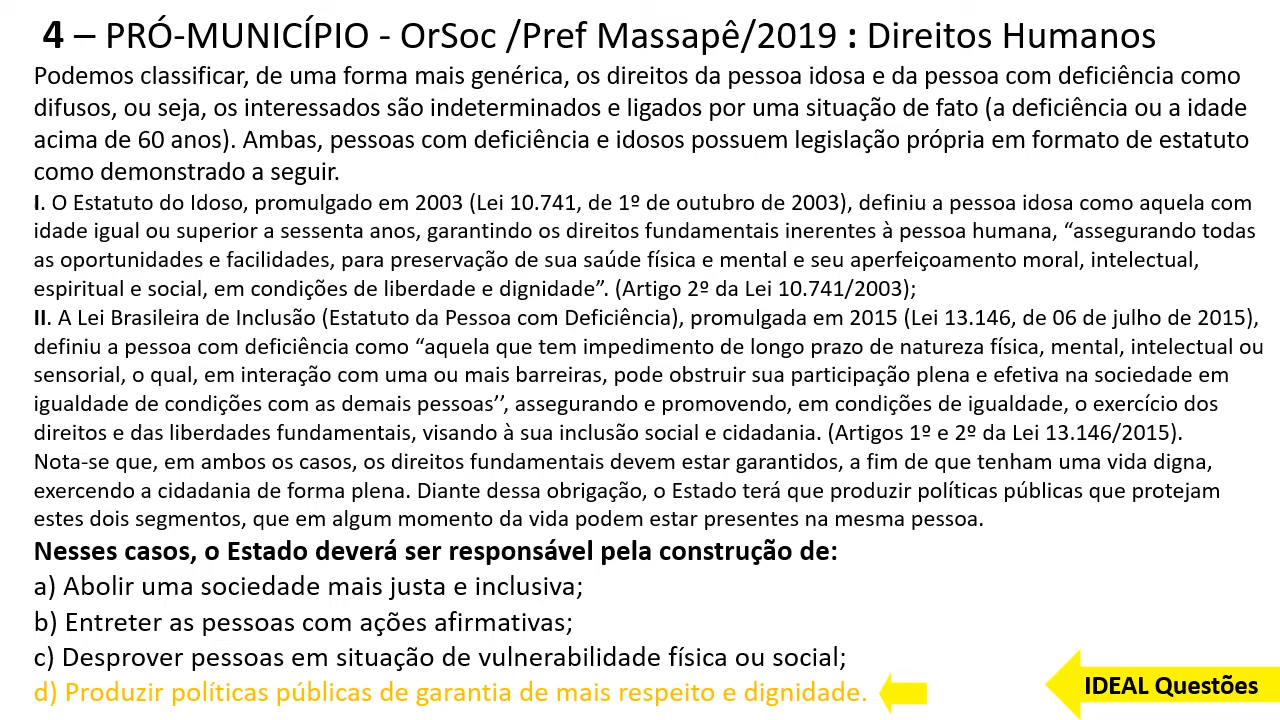 4 – PRÓ-MUNICÍPIO - OrSoc /Pref Massapê/2019 : Direitos Humanos
Podemos classificar, de uma forma mais genérica, os direitos da pessoa idosa e da pessoa com deficiência como
difusos, ou seja, os interessados são indeterminados e ligados por uma situação de fato (a deficiência ou a idade
acima de 60 anos). Ambas, pessoas com deficiência e idosos possuem legislação própria em formato de estatuto
como demonstrado a seguir.
I. O Estatuto do Idoso, promulgado em 2003 (Lei 10.741, de 1º de outubro de 2003), definiu a pessoa idosa como aquela com
idade igual ou superior a sessenta anos, garantindo os direitos fundamentais inerentes à pessoa humana, “assegurando todas
as oportunidades e facilidades, para preservação de sua saúde física e mental e seu aperfeiçoamento moral, intelectual,
espiritual e social, em condições de liberdade e dignidade”. (Artigo 2º da Lei 10.741/2003);
II. A Lei Brasileira de Inclusão (Estatuto da Pessoa com Deficiência), promulgada em 2015 (Lei 13.146, de 06 de julho de 2015),
definiu a pessoa com deficiência como “aquela que tem impedimento de longo prazo de natureza física, mental, intelectual ou
sensorial, o qual, em interação com uma ou mais barreiras, pode obstruir sua participação plena e efetiva na sociedade em
igualdade de condições com as demais pessoas’’, assegurando e promovendo, em condições de igualdade, o exercício dos
direitos e das liberdades fundamentais, visando à sua inclusão social e cidadania. (Artigos 1º e 2º da Lei 13.146/2015).
Nota-se que, em ambos os casos, os direitos fundamentais devem estar garantidos, a fim de que tenham uma vida digna,
exercendo a cidadania de forma plena. Diante dessa obrigação, o Estado terá que produzir políticas públicas que protejam
estes dois segmentos, que em algum momento da vida podem estar presentes na mesma pessoa.
Nesses casos, o Estado deverá ser responsável pela construção de:
a) Abolir uma sociedade mais justa e inclusiva;
b) Entreter as pessoas com ações afirmativas;
c) Desprover pessoas em situação de vulnerabilidade física ou social;
d) Produzir políticas públicas de garantia de mais respeito e dignidade.
IDEAL Questões